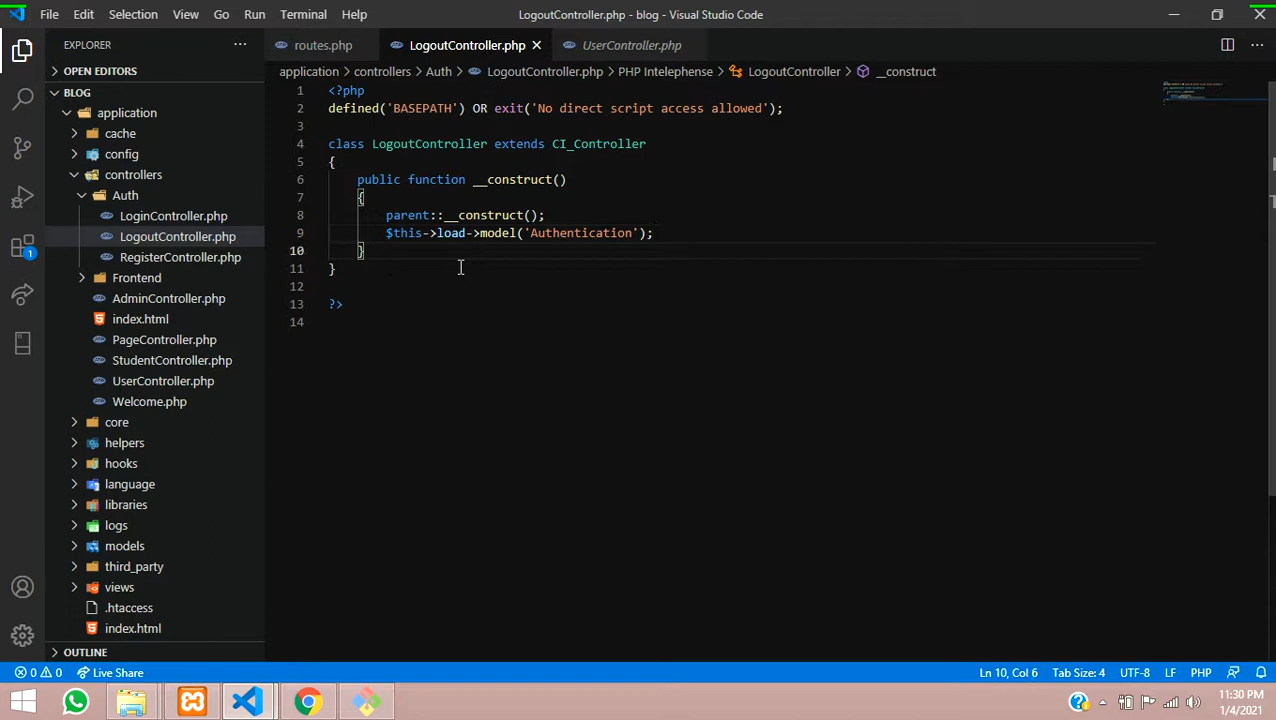 File Edit Selection View Go Run Terminal Help LogoutController.php - blog - Visual Studio Code
EXPLORER
OPEN EDITORS
BLOG
application
cache
config
controllers
Auth
LoginController.php
LogoutController.php
RegisterController.php
Frontend
AdminController.php
index.html
PageController.php
StudentController.php
UserController.php
Welcome.php
core
helpers
hooks
language
libraries
logs
models
third_party
views
.htaccess
index.html
OUTLINE
1
routes.php LogoutController.php UserController.php
application > controllers > Auth > LogoutController.php > PHP Intelephense > LogoutController > __construct
1 <?php
2 defined('BASEPATH') OR exit('No direct script access allowed');
3
4 class LogoutController extends CI_Controller
5 {
6 public function __construct()
7 {
8 parent::__construct();
9 $this->load->model('Authentication');
10 }
11 }
12
13 ?>
14
0 0 Live Share Ln 10, Col 6 Tab Size: 4 UTF-8 LF PHP
11:30 PM
1/4/2021